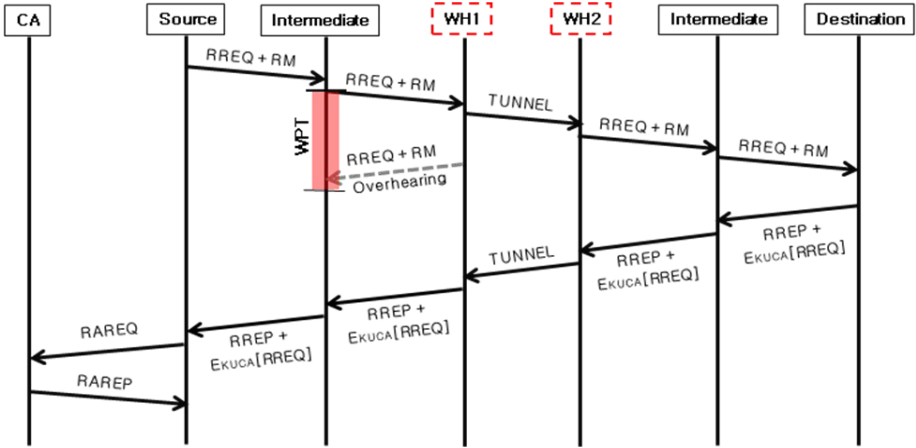 CA
Source
Intermediate
WH1
WH2
Intermediate
Destination
RREQ+RM
RREQ+RM
TUNNEL
RREQ+RM
RREQ+RM
WPT
RREQ+RM
Overhearing
RREP +
EKUCA[RREQ]
RREP +
EKUCA[RREQ]
TUNNEL
RREP +
EKUCA[RREQ]
RREP +
EKUCA[RREQ]
RAREQ
RAREP